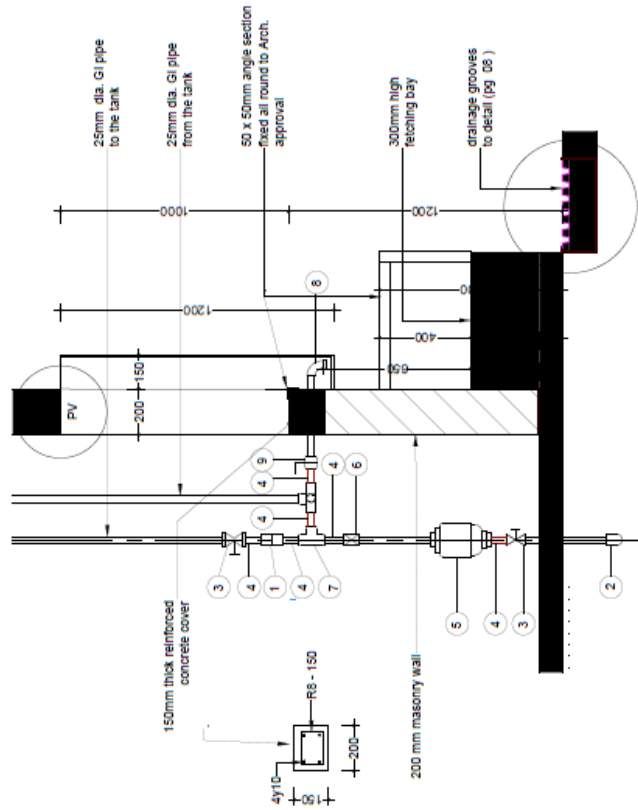 25mm dia. GI pipe
to the tank
25mm dia. GI pipe
from the tank
50 x 50mm angle section
fixed all round to Arch.
approval
300mm high
fetching bay
drainage grooves
to detail (pg 08 )
1000
1200
1200
150
200
PV
8
400
650
9
4
4
4
6
3
4
1
4
7
5
4
3
2
150mm thick reinforced
concrete cover
200 mm masonry wall
R8 - 150
4y10
150
200